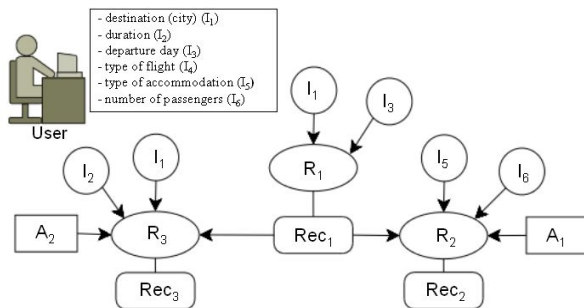 - destination (city) (I₁)
- duration (I₂)
- departure day (I₃)
- type of flight (I₄)
- type of accommodation (I₅)
- number of passengers (I₆)
User
I₁
I₃
I₂
I₁
R₁
I₅
I₆
A₂
R₃
Rec₁
R₂
A₁
Rec₃
Rec₂